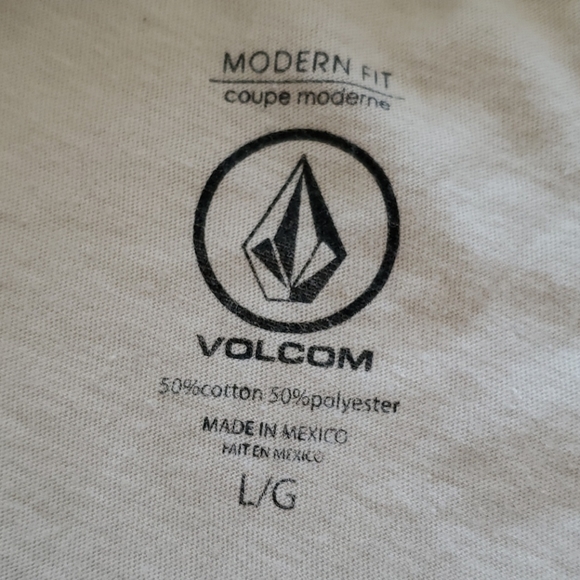 MODERN FIT
coupe moderne
VOLCOM
50%cotton 50%polyester
MADE IN MEXICO
FAIT EN MEXICO
L/G